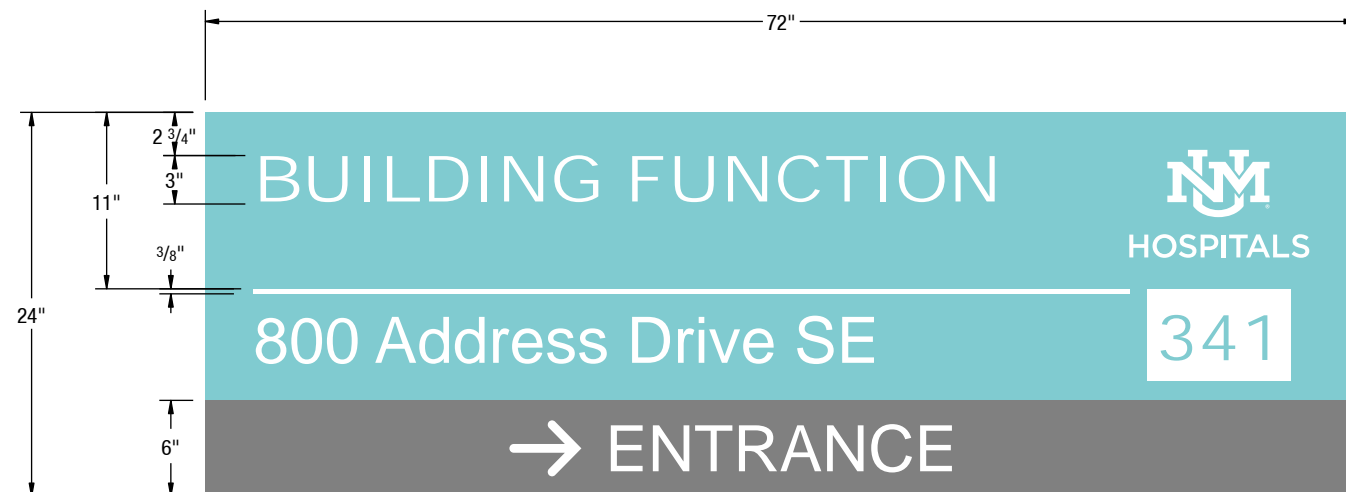 72"
2 3/4"
BUILDING FUNCTION
3"
UNM
11"
HOSPITALS
3/8"
24"
800 Address Drive SE
341
6"
→ ENTRANCE